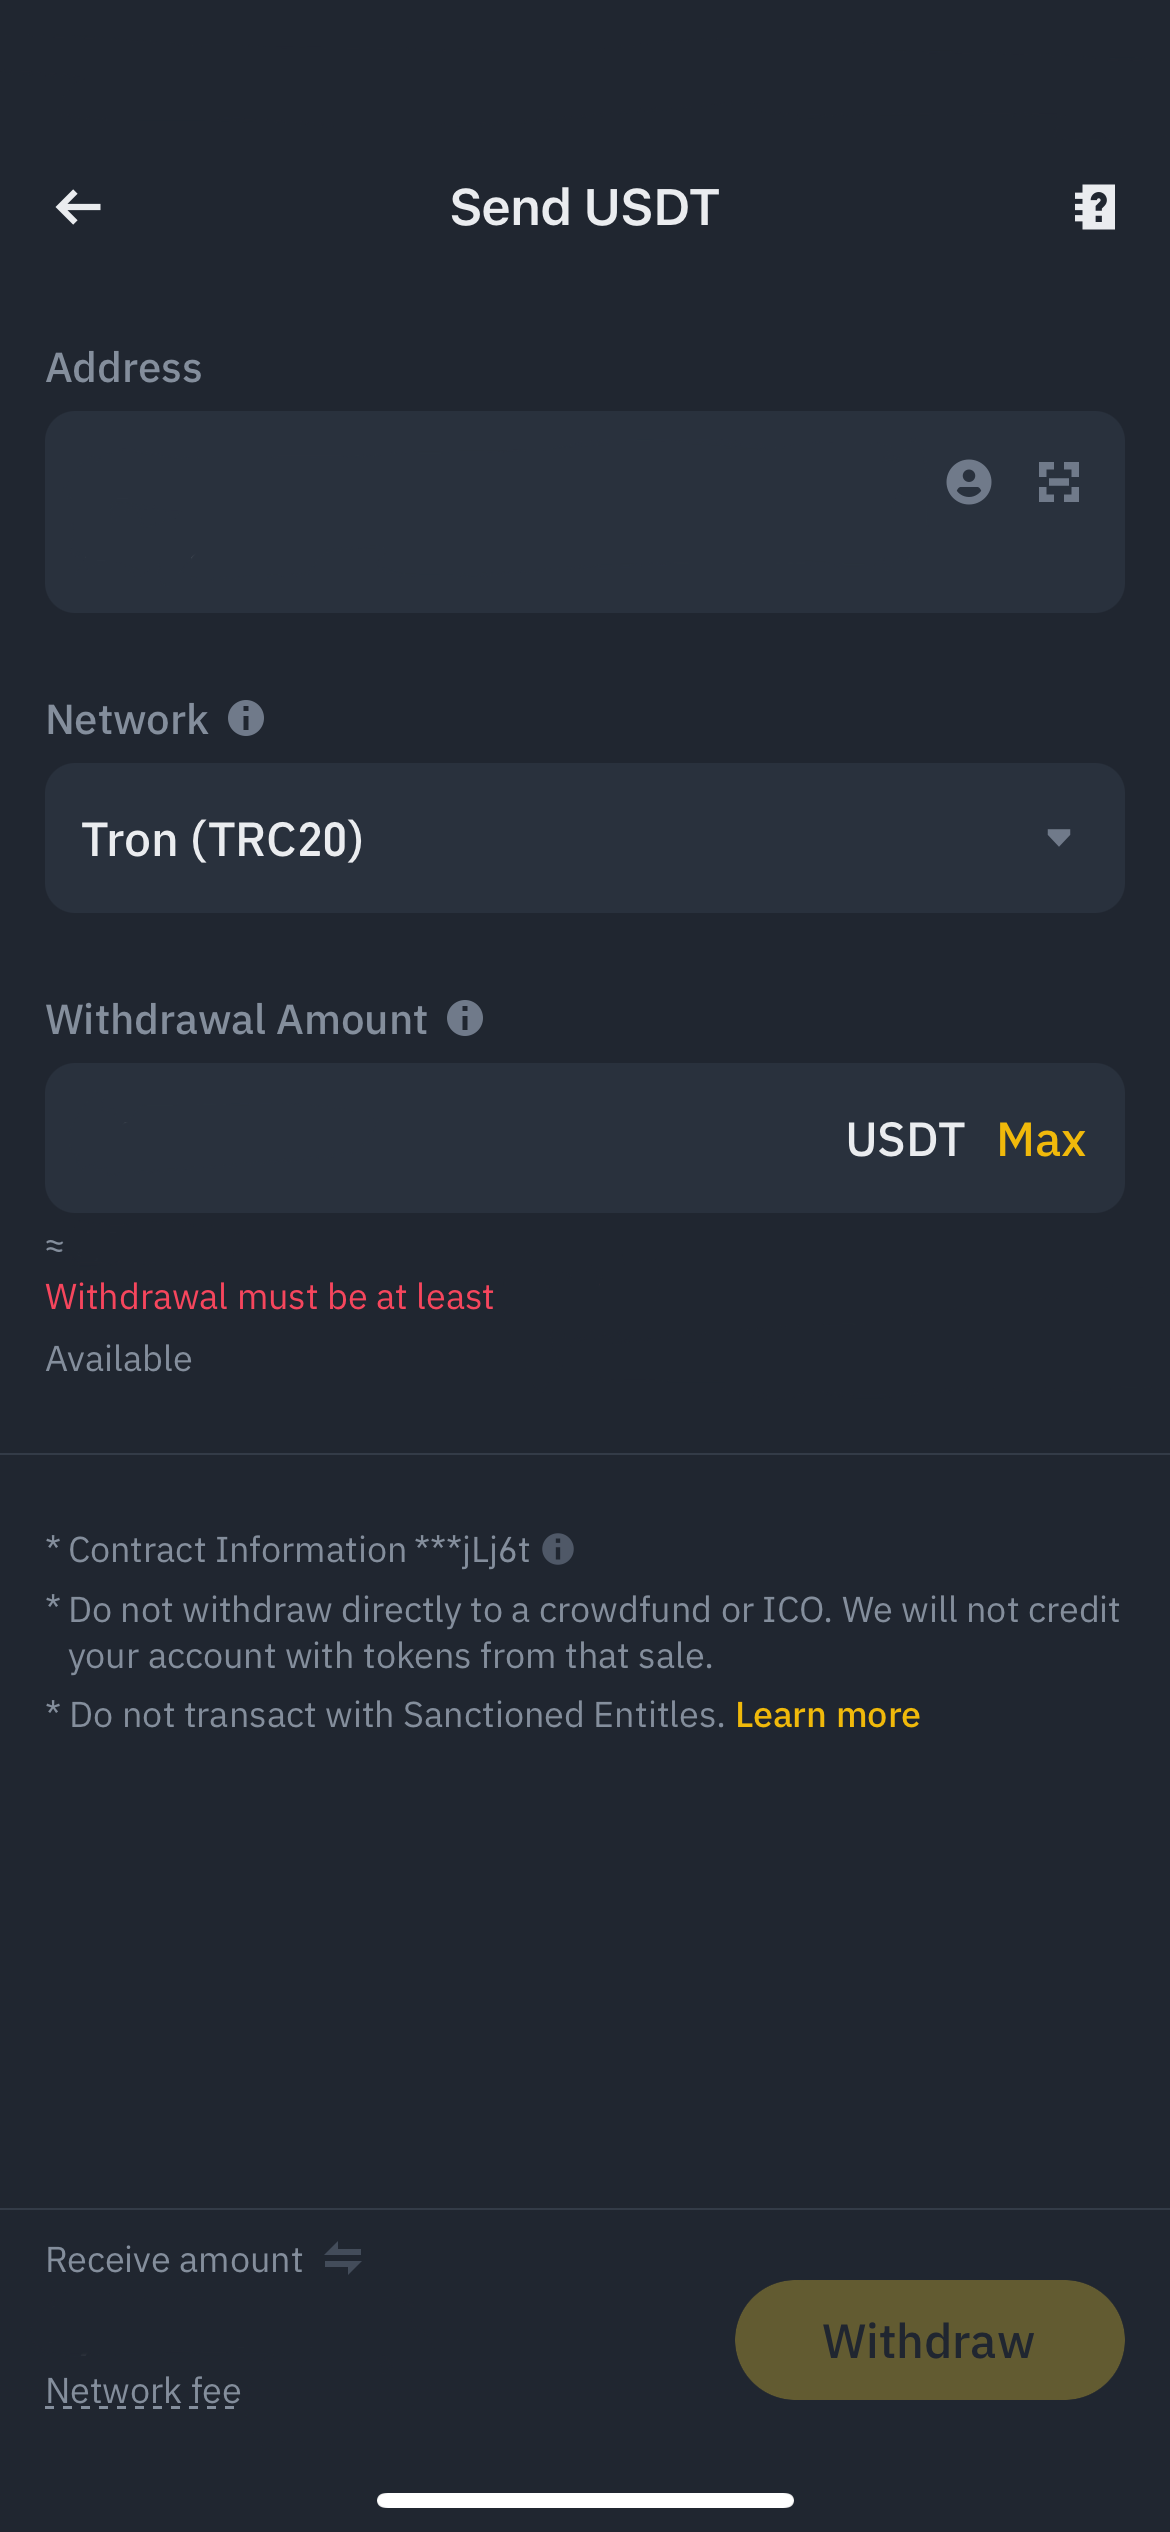 Send USDT
Address
Network
Tron (TRC20)
Withdrawal Amount
USDT Max
≈
Withdrawal must be at least
Available
* Contract Information ***jLj6t
* Do not withdraw directly to a crowdfund or ICO. We will not credit
your account with tokens from that sale.
* Do not transact with Sanctioned Entitles. Learn more
Receive amount
Withdraw
Network fee